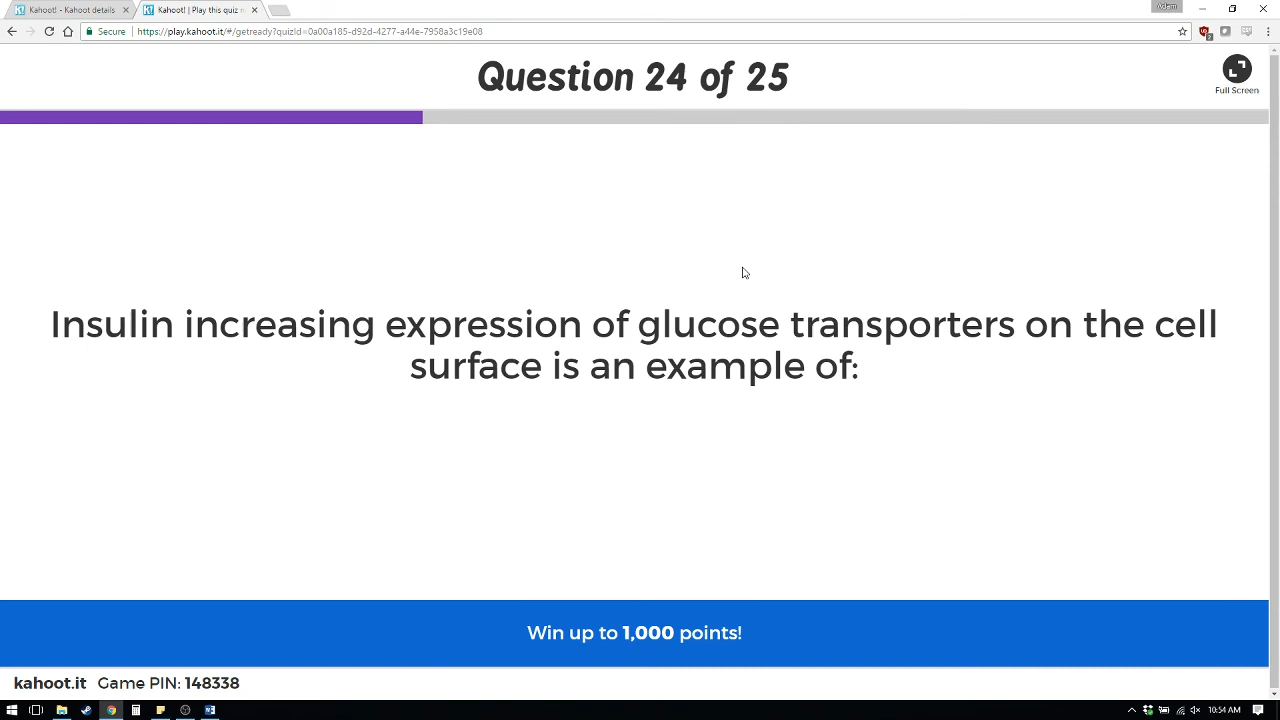 Kahoot! - Kahoot details
Kahoot! | Play this quiz n
Adam
Secure
https://play.kahoot.it/#/getready?quizId=0a00a185-d92d-4277-a44e-7958a3c19e08
Question 24 of 25
Full Screen
Insulin increasing expression of glucose transporters on the cell
surface is an example of:
Win up to 1,000 points!
kahoot.it Game PIN: 148338
10:54 AM